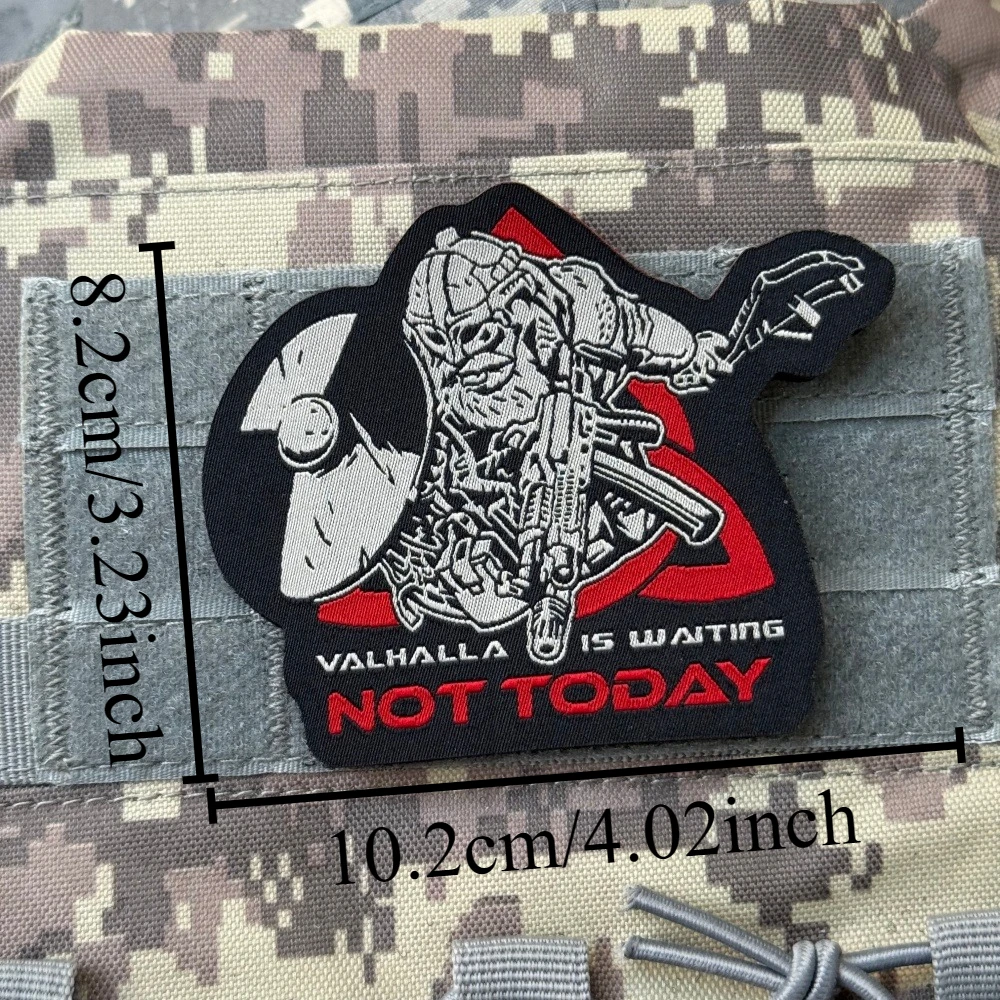 8.2cm/3.23inch
VALHALLA IS WAITING
NOT TODAY
10.2cm/4.02inch